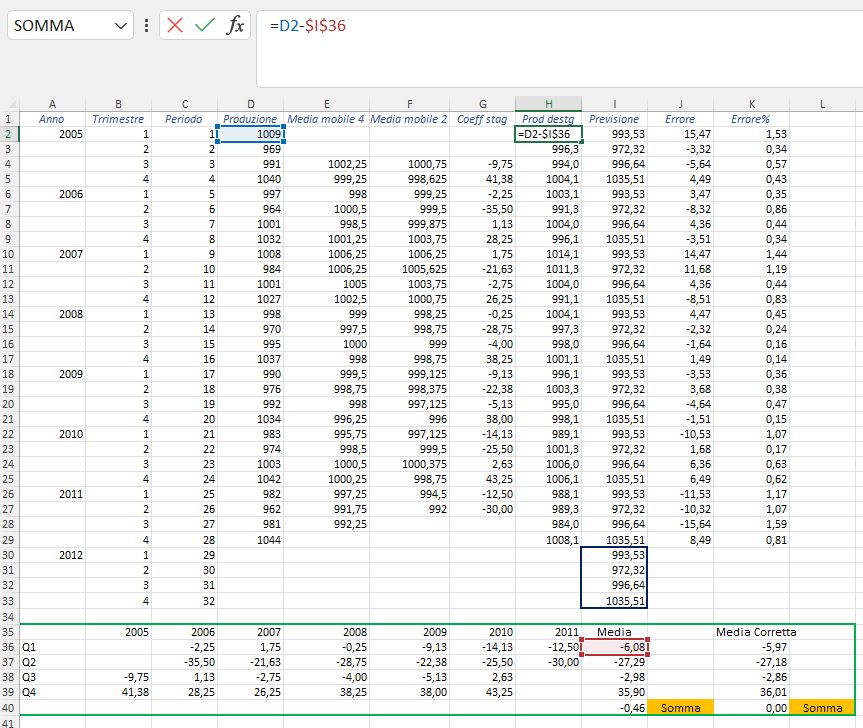 SOMMA =D2-$I$36
A B C D E F G H I J K L
1 Anno Trrimestre Periodo Produzione Media mobile 4 Media mobile 2 Coeff stag Prod destg Previsione Errore Errore%
2 2005 1 1 1009 =D2-$I$36 993,53 15,47 1,53
3 2 2 969 996,3 972,32 -3,32 0,34
4 3 3 991 1002,25 1000,75 -9,75 994,0 996,64 -5,64 0,57
5 4 4 1040 999,25 998,625 41,38 1004,1 1035,51 4,49 0,43
6 2006 1 5 997 998 999,25 -2,25 1003,1 993,53 3,47 0,35
7 2 6 964 1000,5 999,5 -35,50 991,3 972,32 -8,32 0,86
8 3 7 1001 998,5 999,875 1,13 1004,0 996,64 4,36 0,44
9 4 8 1032 1001,25 1003,75 28,25 996,1 1035,51 -3,51 0,34
10 2007 1 9 1008 1006,25 1006,25 1,75 1014,1 993,53 14,47 1,44
11 2 10 984 1006,25 1005,625 -21,63 1011,3 972,32 11,68 1,19
12 3 11 1001 1005 1003,75 -2,75 1004,0 996,64 4,36 0,44
13 4 12 1027 1002,5 1000,75 26,25 991,1 1035,51 -8,51 0,83
14 2008 1 13 998 999 998,25 -0,25 1004,1 993,53 4,47 0,45
15 2 14 970 997,5 998,75 -28,75 997,3 972,32 -2,32 0,24
16 3 15 995 1000 999 -4,00 998,0 996,64 -1,64 0,16
17 4 16 1037 998 998,75 38,25 1001,1 1035,51 1,49 0,14
18 2009 1 17 990 999,5 999,125 -9,13 996,1 993,53 -3,53 0,36
19 2 18 976 998,75 998,375 -22,38 1003,3 972,32 3,68 0,38
20 3 19 992 998 997,125 -5,13 995,0 996,64 -4,64 0,47
21 4 20 1034 996,25 996 38,00 998,1 1035,51 -1,51 0,15
22 2010 1 21 983 995,75 997,125 -14,13 989,1 993,53 -10,53 1,07
23 2 22 974 998,5 999,5 -25,50 1001,3 972,32 1,68 0,17
24 3 23 1003 1000,5 1000,375 2,63 1006,0 996,64 6,36 0,63
25 4 24 1042 1000,25 998,75 43,25 1006,1 1035,51 6,49 0,62
26 2011 1 25 982 997,25 994,5 -12,50 988,1 993,53 -11,53 1,17
27 2 26 962 991,75 992 -30,00 989,3 972,32 -10,32 1,07
28 3 27 981 992,25 984,0 996,64 -15,64 1,59
29 4 28 1044 1008,1 1035,51 8,49 0,81
30 2012 1 29 993,53
31 2 30 972,32
32 3 31 996,64
33 4 32 1035,51
34
35 2005 2006 2007 2008 2009 2010 2011 Media Media Corretta
36 Q1 -2,25 1,75 -0,25 -9,13 -14,13 -12,50 -6,08 -5,97
37 Q2 -35,50 -21,63 -28,75 -22,38 -25,50 -30,00 -27,29 -27,18
38 Q3 -9,75 1,13 -2,75 -4,00 -5,13 2,63 -2,98 -2,86
39 Q4 41,38 28,25 26,25 38,25 38,00 43,25 35,90 36,01
40 -0,46 Somma 0,00 Somma
41